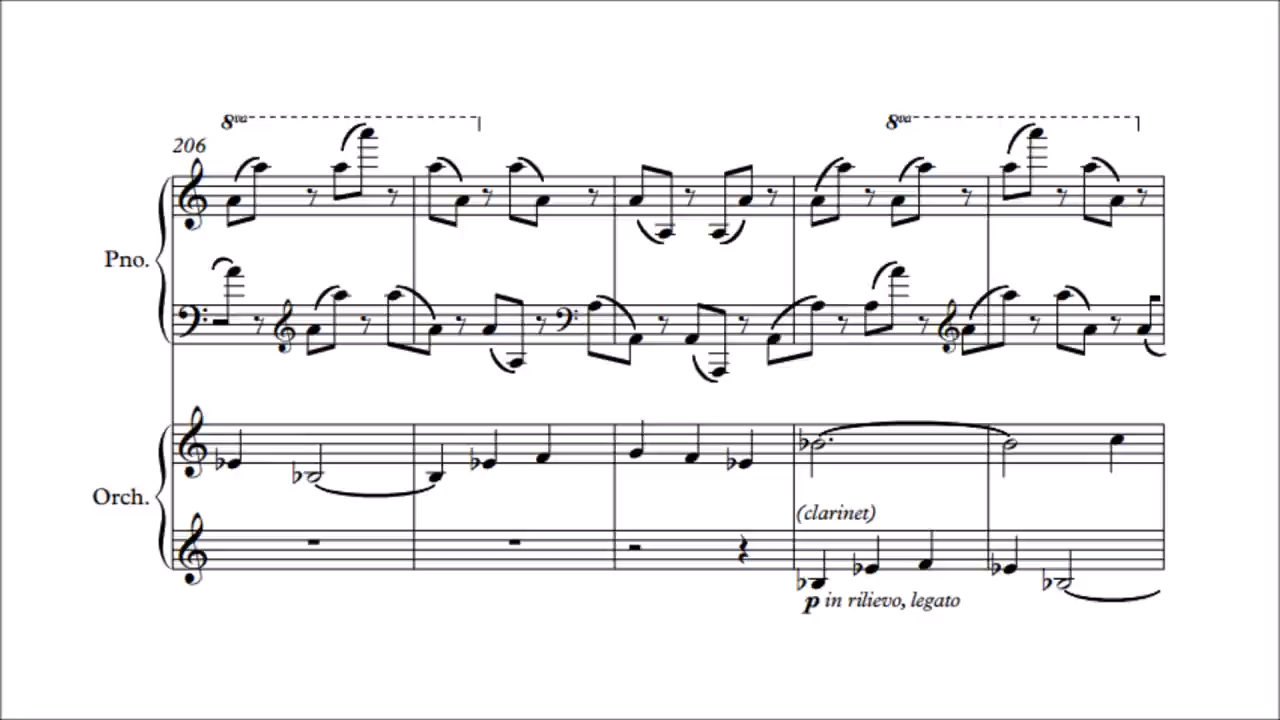 8va 8va
206
Pno.
Orch.
(clarinet)
p in rilievo, legato